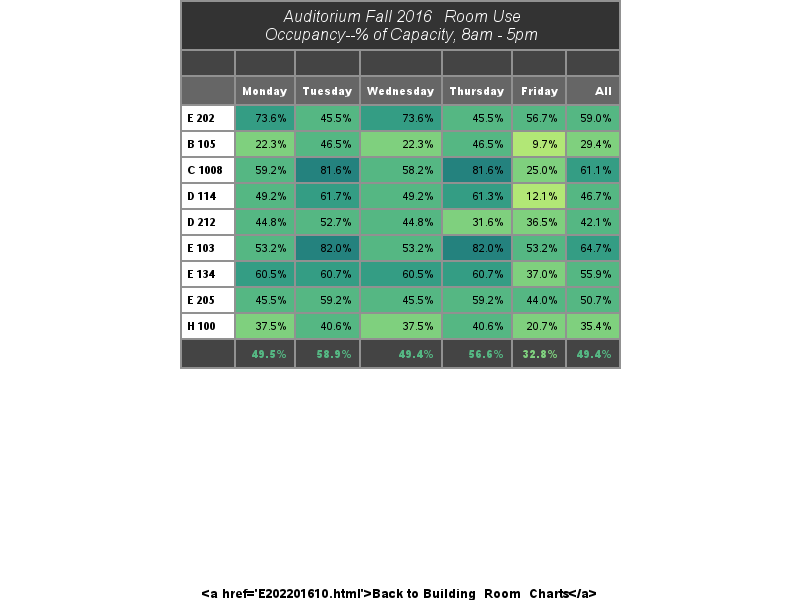 Auditorium Fall 2016 Room Use
Occupancy--% of Capacity, 8am - 5pm
Monday Tuesday Wednesday Thursday Friday All
E 202 73.6% 45.5% 73.6% 45.5% 56.7% 59.0%
B 105 22.3% 46.5% 22.3% 46.5% 9.7% 29.4%
C 1008 59.2% 81.6% 58.2% 81.6% 25.0% 61.1%
D 114 49.2% 61.7% 49.2% 61.3% 12.1% 46.7%
D 212 44.8% 52.7% 44.8% 31.6% 36.5% 42.1%
E 103 53.2% 82.0% 53.2% 82.0% 53.2% 64.7%
E 134 60.5% 60.7% 60.5% 60.7% 37.0% 55.9%
E 205 45.5% 59.2% 45.5% 59.2% 44.0% 50.7%
H 100 37.5% 40.6% 37.5% 40.6% 20.7% 35.4%
49.5% 58.9% 49.4% 56.6% 32.8% 49.4%
<a href='E202201610.html'>Back to Building Room Charts</a>